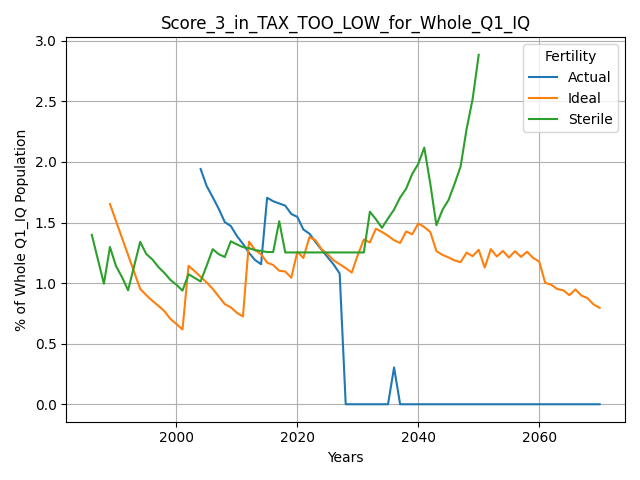 Score_3_in_TAX_TOO_LOW_for_Whole_Q1_IQ
% of Whole Q1_IQ Population
3.0
2.5
2.0
1.5
1.0
0.5
0.0
Fertility
Actual
Ideal
Sterile
2000
2020
2040
2060
Years